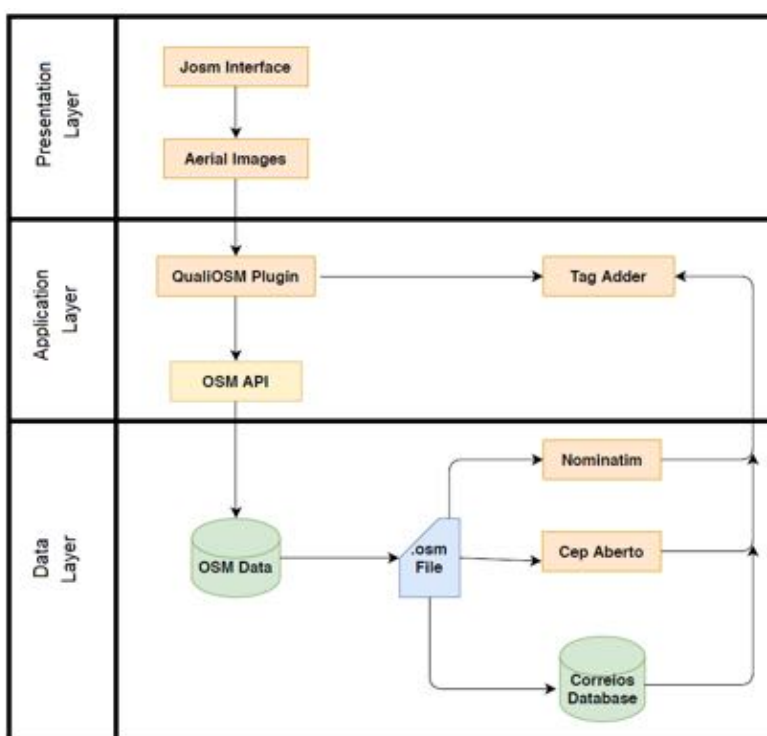 Presentation
Layer
Josm Interface
Aerial Images
Application
Layer
QualiOSM Plugin
Tag Adder
OSM API
Data
Layer
OSM Data
.osm
File
Nominatim
Cep Aberto
Correios
Database